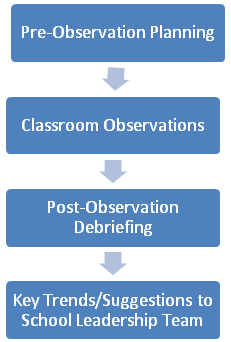 Pre-Observation Planning
Classroom Observations
Post-Observation
Debriefing
Key Trends/Suggestions to
School Leadership Team